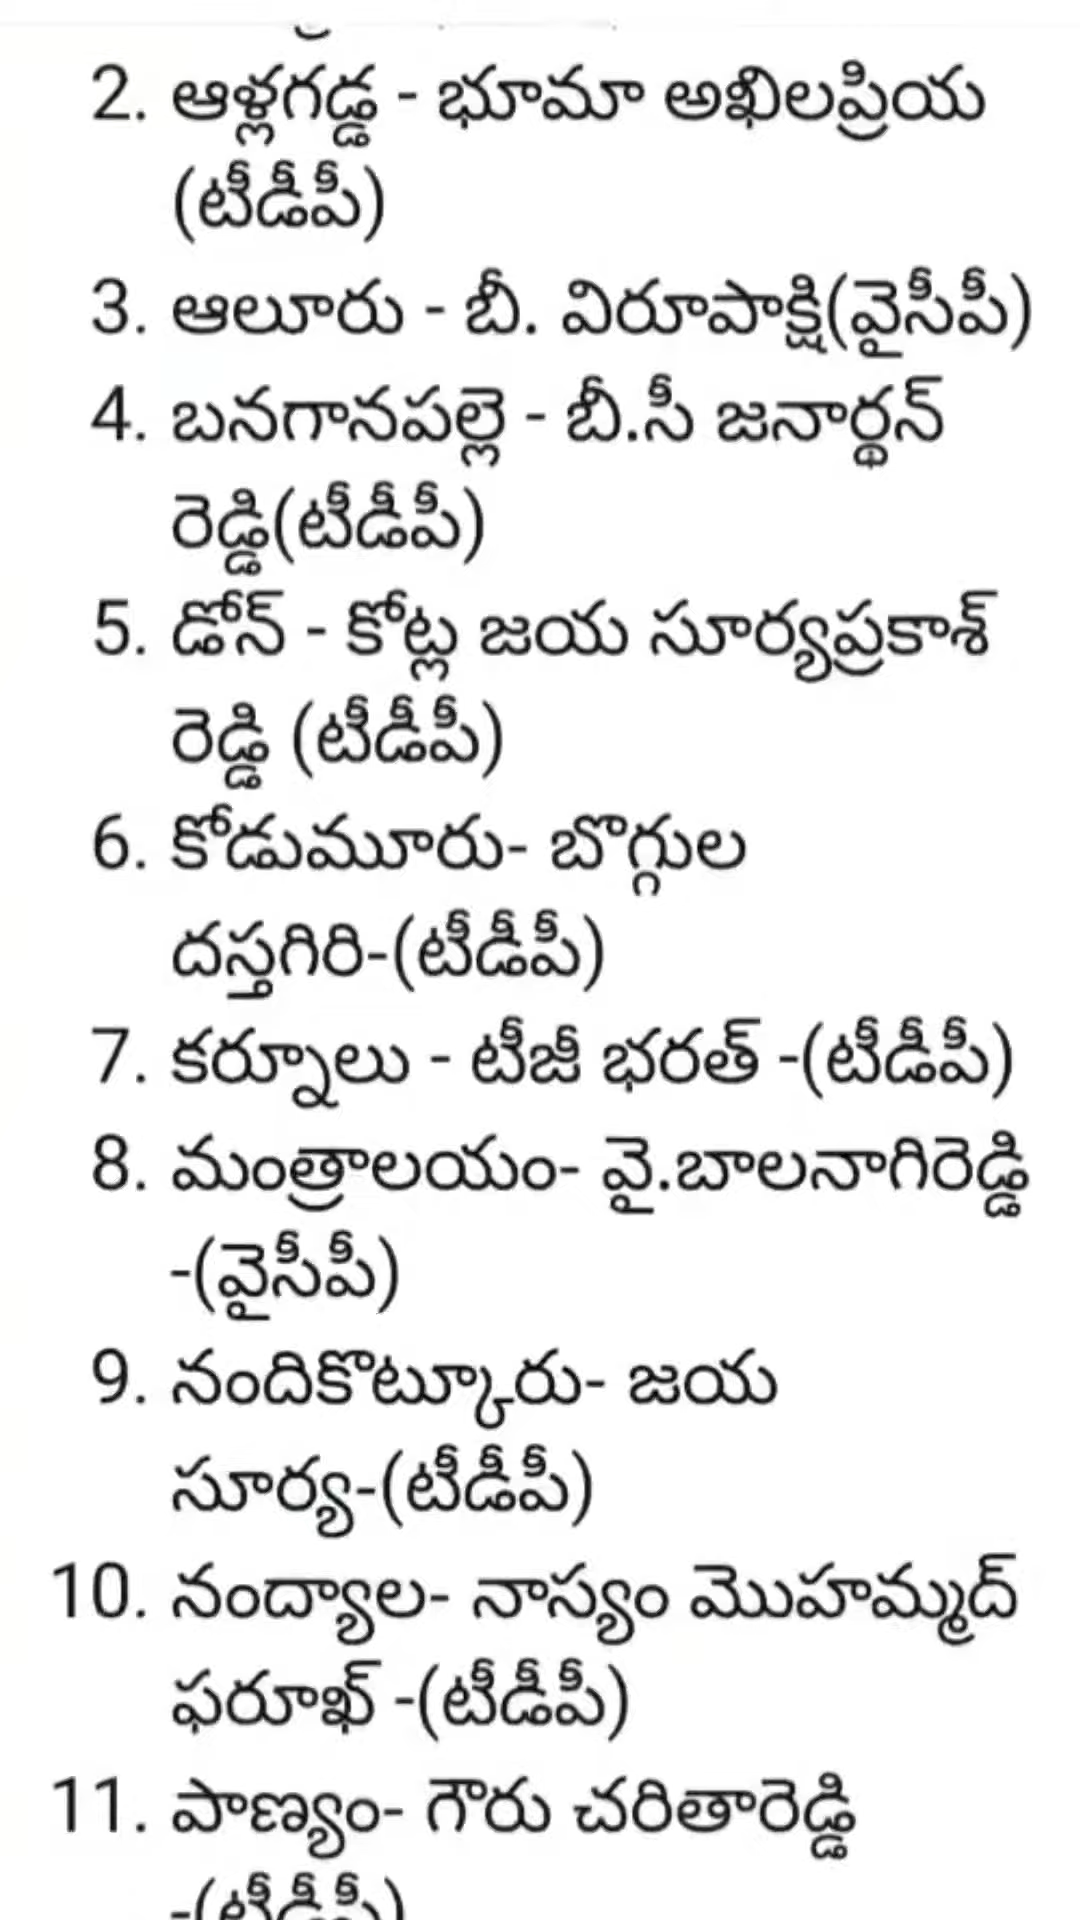 2. ఆళ్లగడ్డ - భూమా అఖిలప్రియ
(టీడీపీ)
3. ఆలూరు - బీ. విరూపాక్షి(వైసీపీ)
4. బనగానపల్లె - బీ.సీ జనార్థన్
రెడ్డి(టీడీపీ)
5. డోన్ - కోట్ల జయ సూర్యప్రకాశ్
రెడ్డి (టీడీపీ)
6. కోడుమూరు- బొగ్గుల
దస్తగిరి-(టీడీపీ)
7. కర్నూలు - టీజీ భరత్ -(టీడీపీ)
8. మంత్రాలయం- వై.బాలనాగిరెడ్డి
-(వైసీపీ)
9. నందికొట్కూరు- జయ
సూర్య-(టీడీపీ)
10. నంద్యాల- నాస్యం మొహమ్మద్
ఫరూఖ్ -(టీడీపీ)
11. పాణ్యం- గౌరు చరితారెడ్డి
-(టీడీపీ)